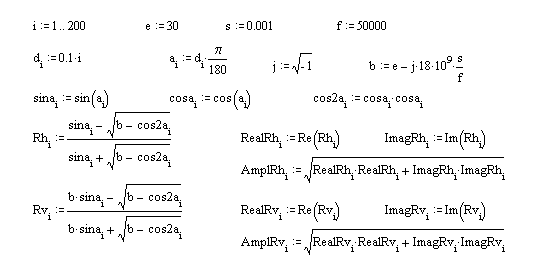 i := 1 .. 200 e := 30 s := 0.001 f := 50000
d_i := 0.1·i a_i := d_i·π/180 j := √-1 b := e − j·18·10^9·s/f
sina_i := sin(a_i) cosa_i := cos(a_i) cos2a_i := cosa_i·cosa_i
Rh_i := (sina_i − √(b − cos2a_i))/(sina_i + √(b − cos2a_i)) RealRh_i := Re(Rh_i) ImagRh_i := Im(Rh_i)
AmplRh_i := √(RealRh_i·RealRh_i + ImagRh_i·ImagRh_i)
Rv_i := (b·sina_i − √(b − cos2a_i))/(b·sina_i + √(b − cos2a_i)) RealRv_i := Re(Rv_i) ImagRv_i := Im(Rv_i)
AmplRv_i := √(RealRv_i·RealRv_i + ImagRv_i·ImagRv_i)